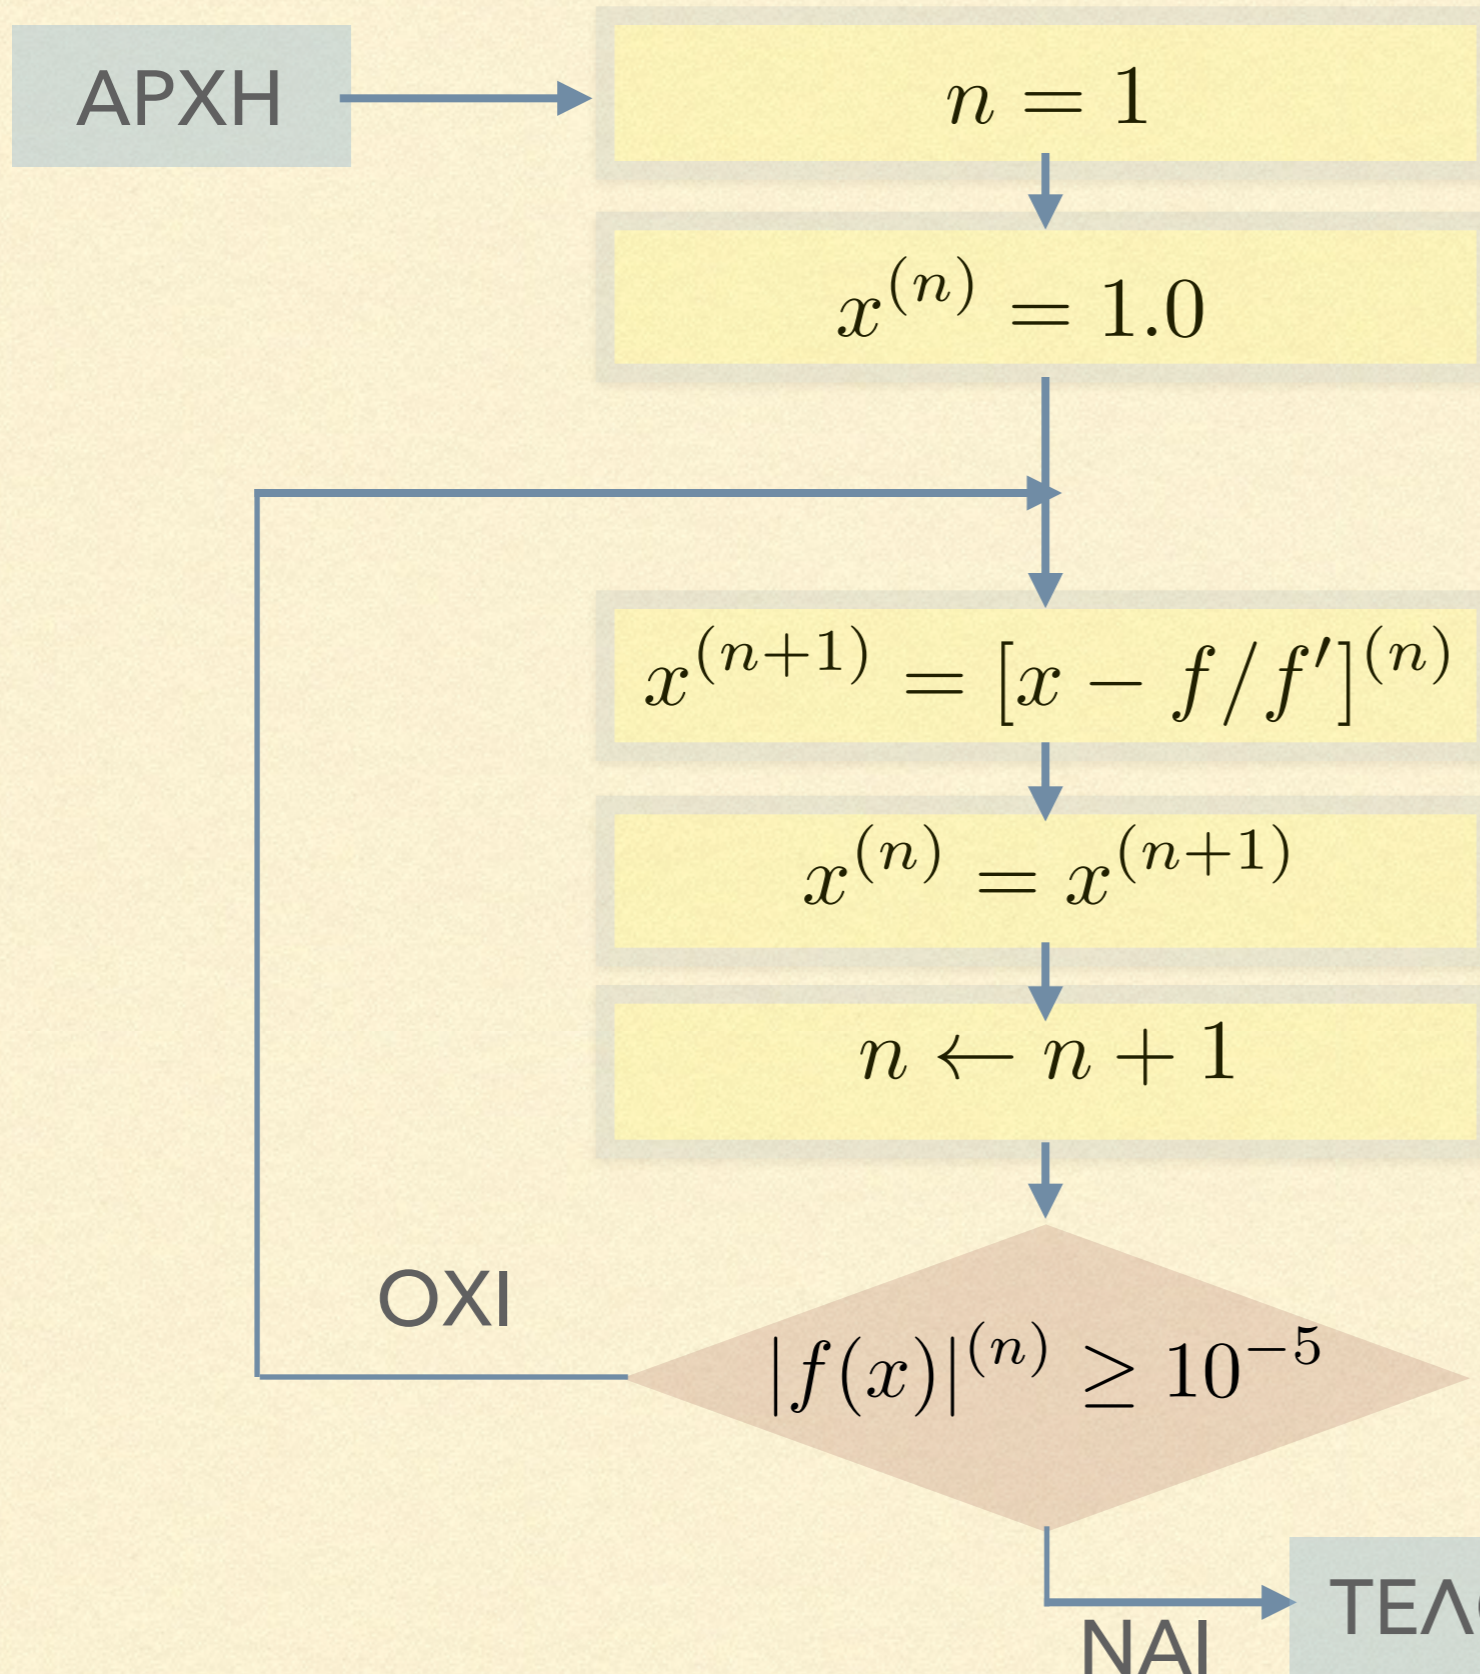 ΑΡΧΗ
n = 1
x^{(n)} = 1.0
x^{(n+1)} = [x − f/f′]^{(n)}
x^{(n)} = x^{(n+1)}
n ← n + 1
ΟΧΙ
|f(x)|^{(n)} ≥ 10^{−5}
ΝΑΙ